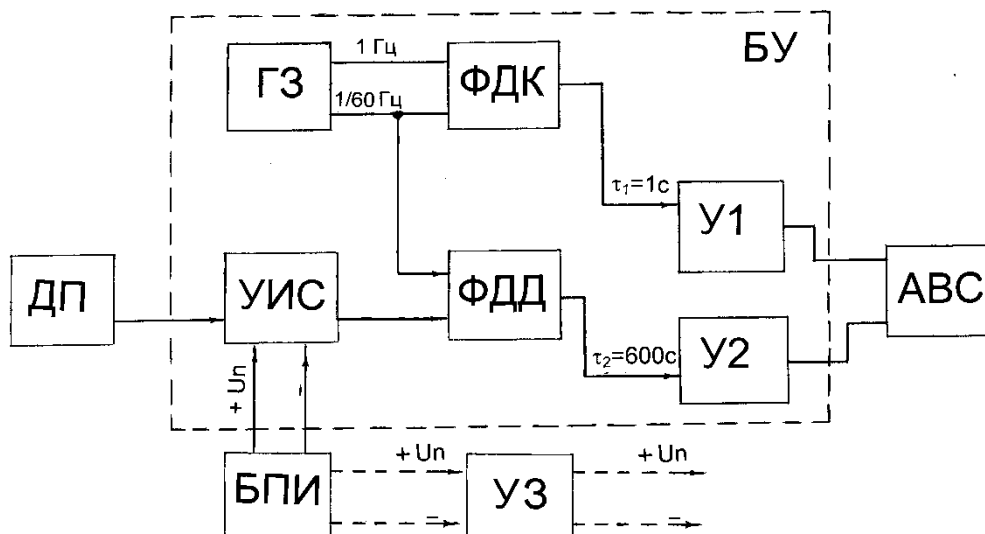 БУ
ГЗ
1 Гц
1/60 Гц
ФДК
τ1=1с
У1
ДП
УИС
ФДД
АВС
τ2=600с
У2
+ Un
-
БПИ
+ Un
-
УЗ
+ Un
-